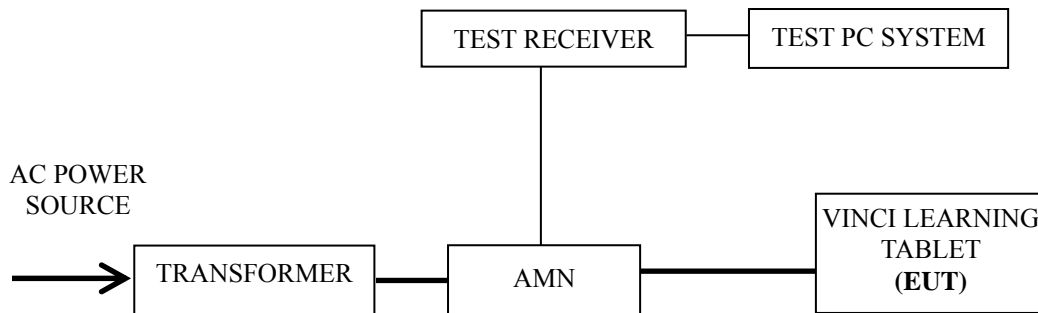 TEST RECEIVER
TEST PC SYSTEM
AC POWER
SOURCE
TRANSFORMER
AMN
VINCI LEARNING
TABLET
(EUT)